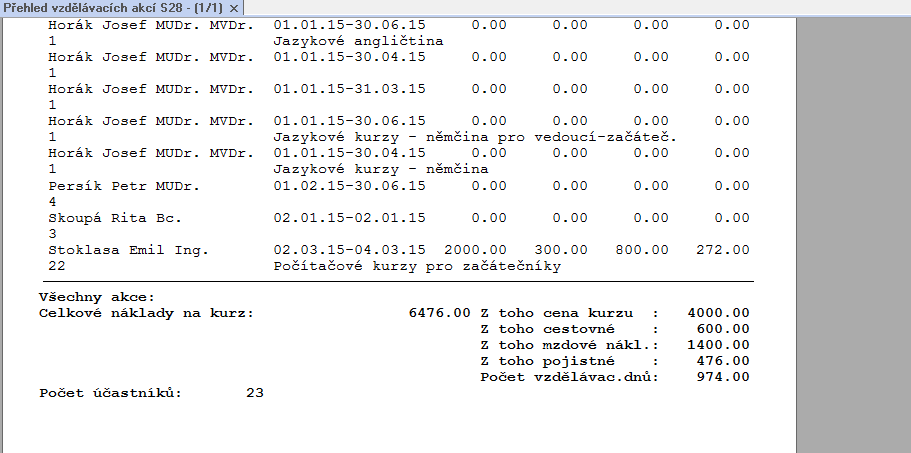 Přehled vzdělávacích akcí S28 - (1/1) ×
Horák Josef MUDr. MVDr. 01.01.15-30.06.15 0.00 0.00 0.00 0.00
1 Jazykové angličtina
Horák Josef MUDr. MVDr. 01.01.15-30.04.15 0.00 0.00 0.00 0.00
1
Horák Josef MUDr. MVDr. 01.01.15-31.03.15 0.00 0.00 0.00 0.00
1
Horák Josef MUDr. MVDr. 01.01.15-30.06.15 0.00 0.00 0.00 0.00
1 Jazykové kurzy - němčina pro vedoucí-začáteč.
Horák Josef MUDr. MVDr. 01.01.15-30.04.15 0.00 0.00 0.00 0.00
1 Jazykové kurzy - němčina
Persík Petr MUDr. 01.02.15-30.06.15 0.00 0.00 0.00 0.00
4
Skoupá Rita Bc. 02.01.15-02.01.15 0.00 0.00 0.00 0.00
3
Stoklasa Emil Ing. 02.03.15-04.03.15 2000.00 300.00 800.00 272.00
22 Počítačové kurzy pro začátečníky
Všechny akce:
Celkové náklady na kurz: 6476.00 Z toho cena kurzu : 4000.00
Z toho cestovné : 600.00
Z toho mzdové nákl.: 1400.00
Z toho pojistné : 476.00
Počet vzdělávac.dnů: 974.00
Počet účastníků: 23